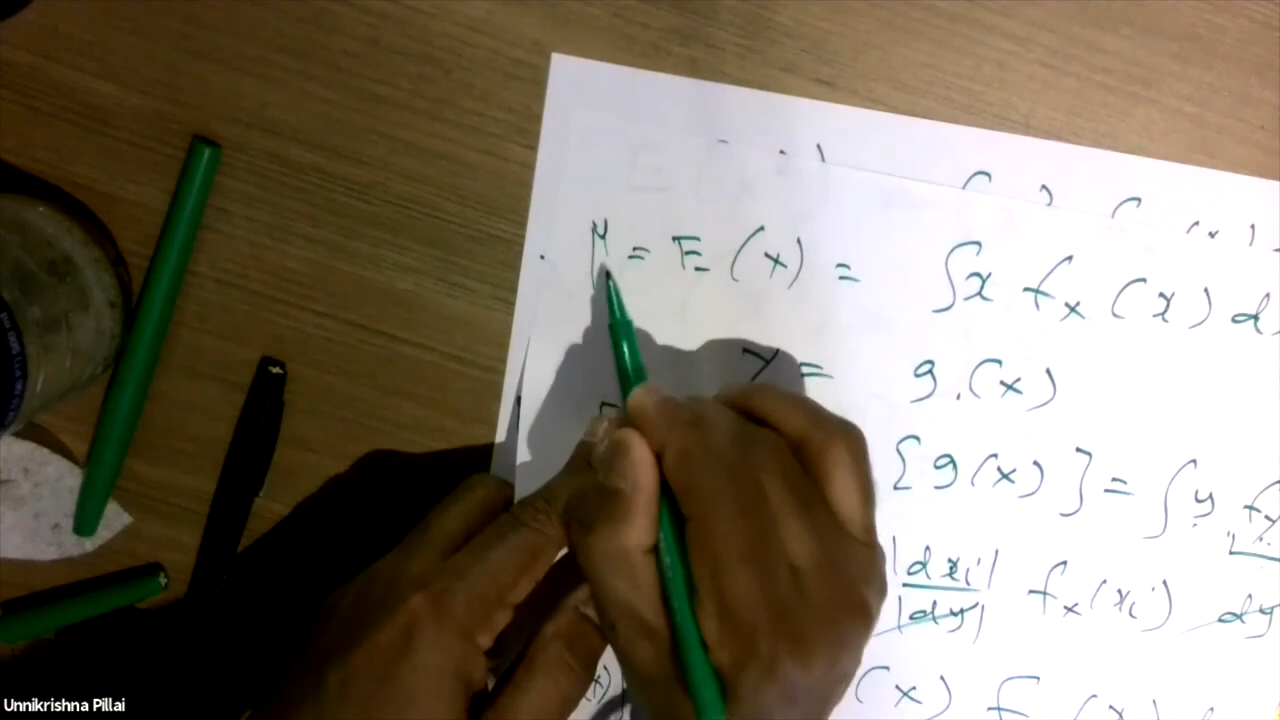 μ = E(x) = ∫x fₓ(x) d
Y = g(x)
{g(x)} = ∫y f
|dxᵢ|/|dy| fₓ(xᵢ) dy
(x) f (x)
(x)
Unnikrishna Pillai